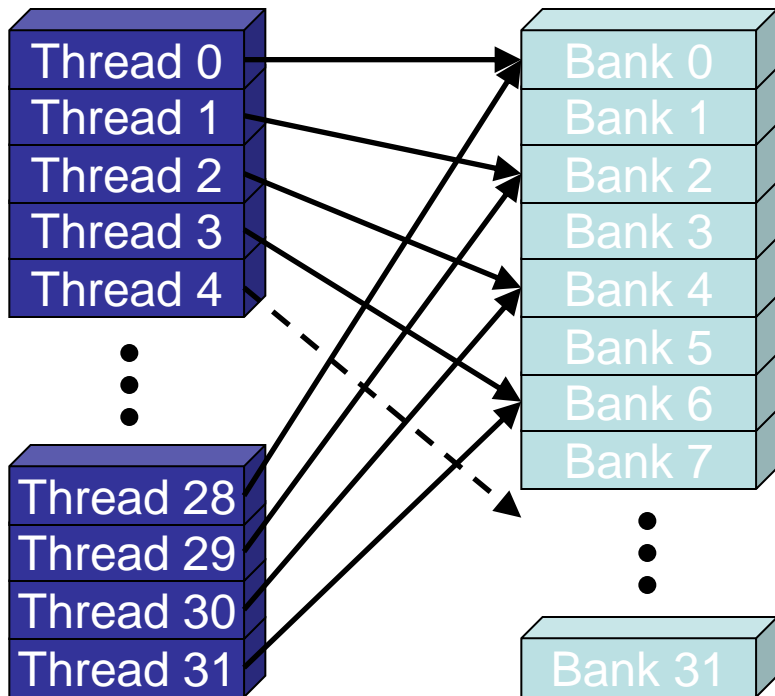 Thread 0
Thread 1
Thread 2
Thread 3
Thread 4
Thread 28
Thread 29
Thread 30
Thread 31
Bank 0
Bank 1
Bank 2
Bank 3
Bank 4
Bank 5
Bank 6
Bank 7
Bank 31